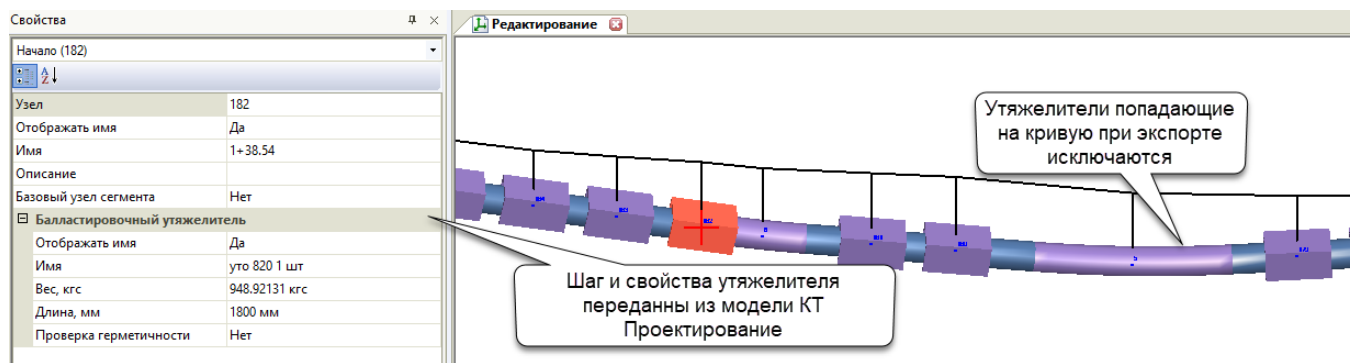 Свойства
Начало (182)
Узел 182
Отображать имя Да
Имя 1+38.54
Описание
Базовый узел сегмента Нет
Балластировочный утяжелитель
Отображать имя Да
Имя уто 820 1 шт
Вес, кгс 948.92131 кгс
Длина, мм 1800 мм
Проверка герметичности Нет
Редактирование
Утяжелители попадающие
на кривую при экспорте
исключаются
Шаг и свойства утяжелителя
переданны из модели КТ
Проектирование